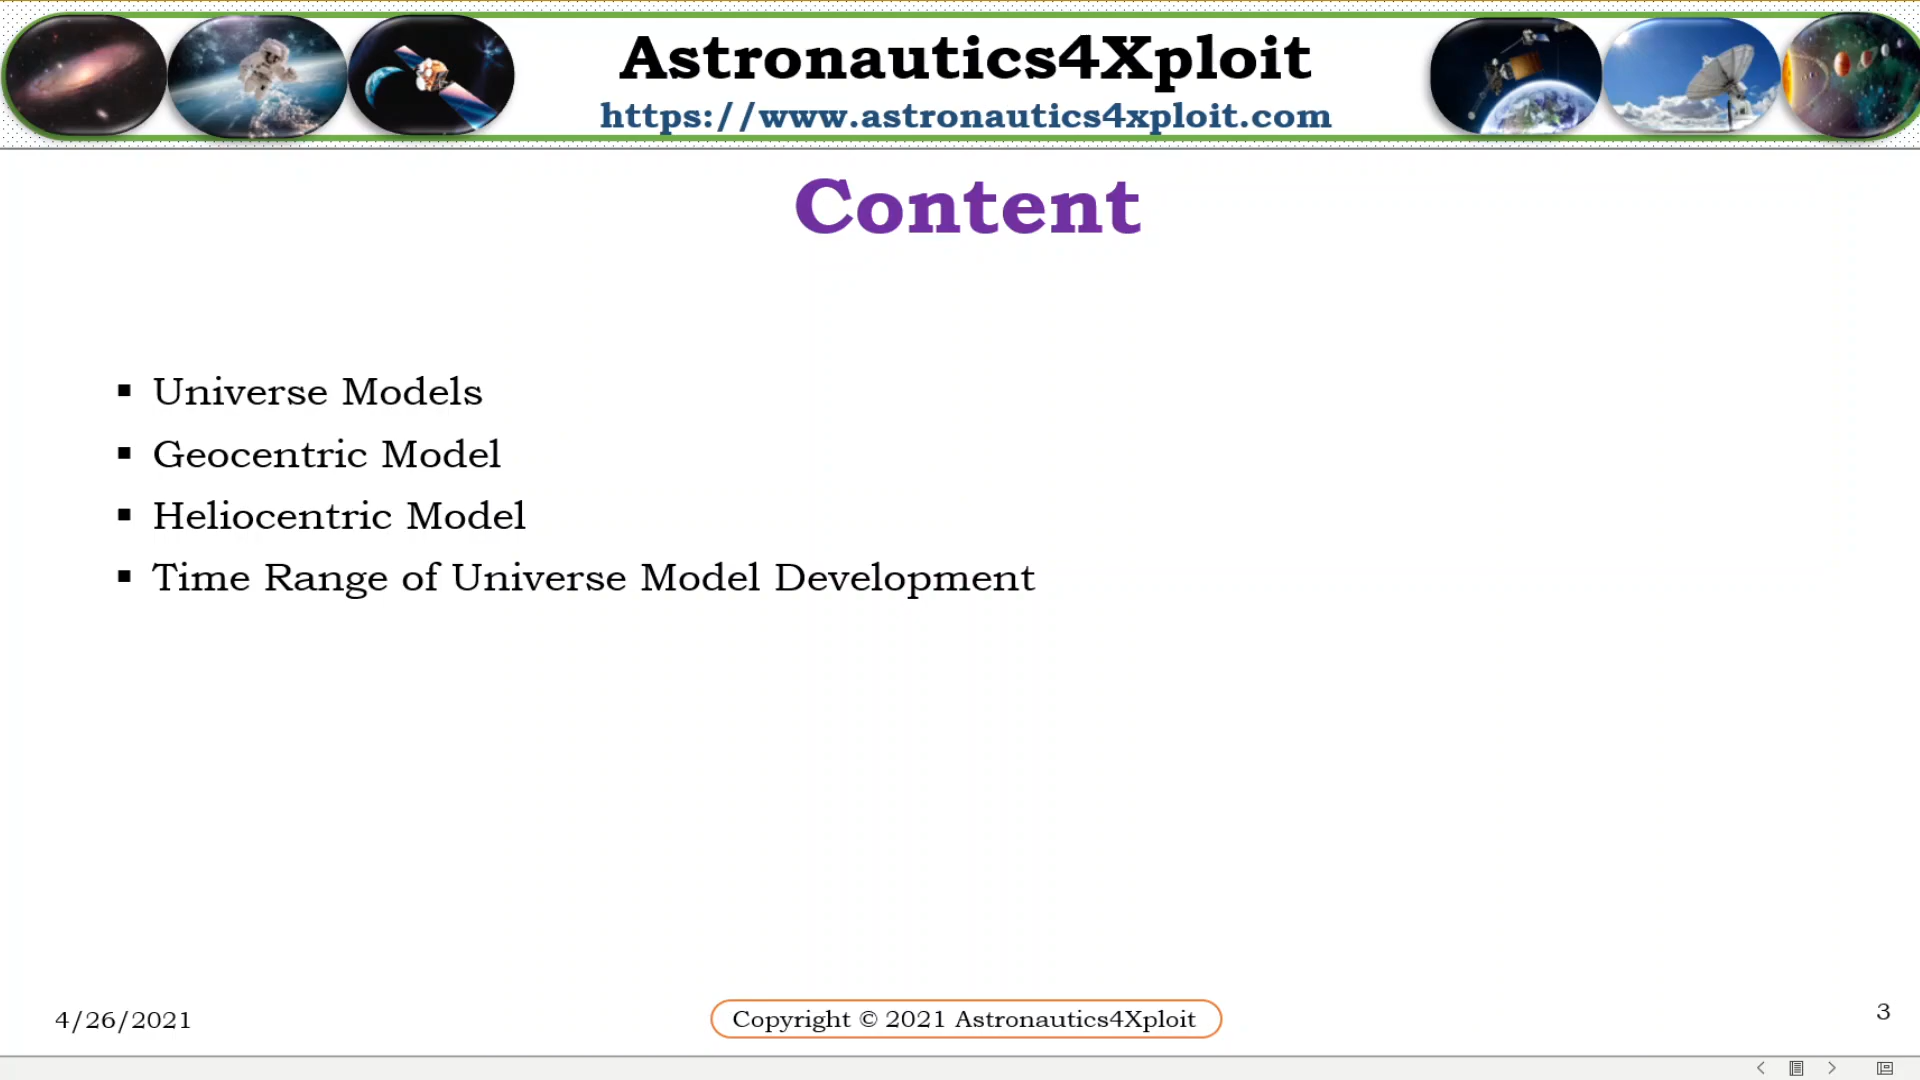 Astronautics4Xploit
https://www.astronautics4xploit.com
Content
▪ Universe Models
▪ Geocentric Model
▪ Heliocentric Model
▪ Time Range of Universe Model Development
4/26/2021
Copyright © 2021 Astronautics4Xploit
3